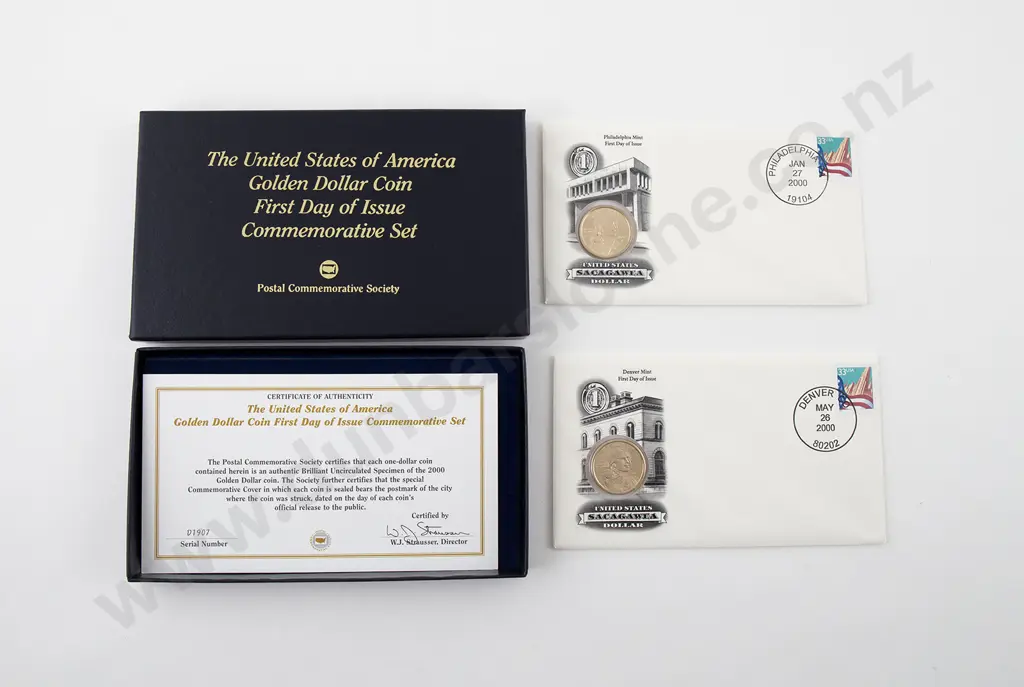 The United States of America
Golden Dollar Coin
First Day of Issue
Commemorative Set
Postal Commemorative Society
CERTIFICATE OF AUTHENTICITY
The United States of America
Golden Dollar Coin First Day of Issue Commemorative Set
The Postal Commemorative Society certifies that each one-dollar coin
contained herein is an authentic Brilliant Uncirculated Specimen of the 2000
Golden Dollar coin. The Society further certifies that the special
Commemorative Cover in which each coin is sealed bears the postmark of the city
where the coin was struck, dated on the day of each coin's
official release to the public.
Certified by
W.J. Strausser
D1907
Serial Number
W.J. Strausser, Director
Philadelphia Mint
First Day of Issue
1
UNITED STATES
SACAGAWEA
DOLLAR
PHILADELPHIA
JAN
27
2000
19104
33 USA
Denver Mint
First Day of Issue
1
UNITED STATES
SACAGAWEA
DOLLAR
DENVER
MAY
26
2000
80202
33 USA